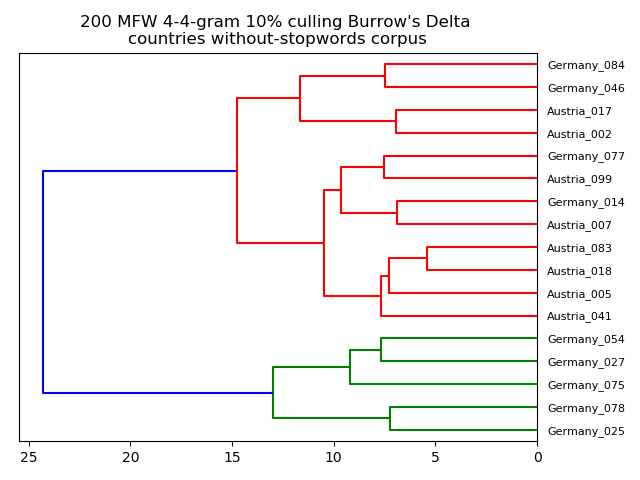 200 MFW 4-4-gram 10% culling Burrow's Delta
countries without-stopwords corpus
Germany_084
Germany_046
Austria_017
Austria_002
Germany_077
Austria_099
Germany_014
Austria_007
Austria_083
Austria_018
Austria_005
Austria_041
Germany_054
Germany_027
Germany_075
Germany_078
Germany_025
25 20 15 10 5 0